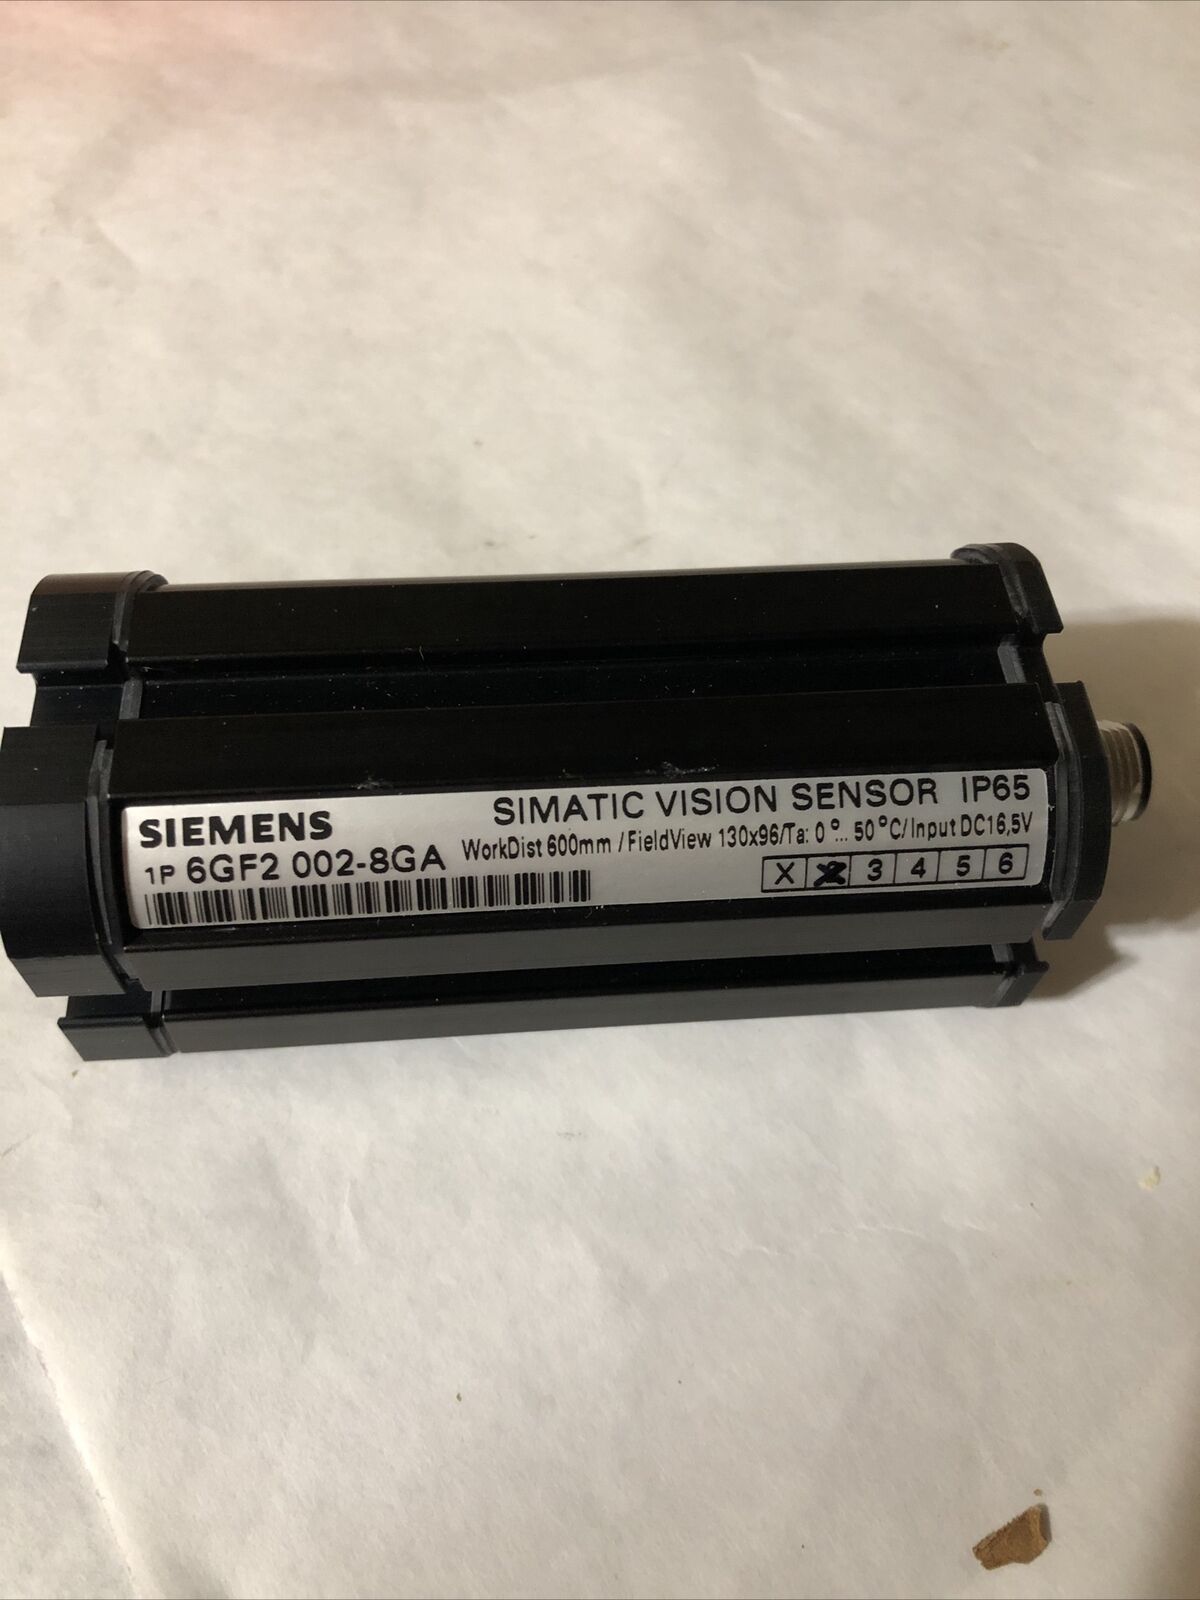 SIEMENS
SIMATIC VISION SENSOR IP65
1P 6GF2 002-8GA
WorkDist 600mm / FieldView 130x96/Ta: 0°... 50°C/Input DC16,5V
X 2 3 4 5 6